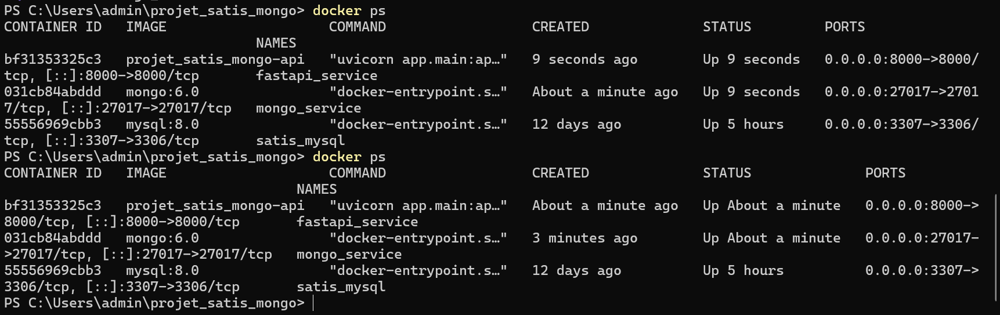 PS C:\Users\admin\projet_satis_mongo> docker ps
CONTAINER ID   IMAGE                    COMMAND                  CREATED              STATUS         PORTS
                               NAMES
bf31353325c3   projet_satis_mongo-api   "uvicorn app.main:ap…"   9 seconds ago        Up 9 seconds   0.0.0.0:8000->8000/
tcp, [::]:8000->8000/tcp       fastapi_service
031cb84abddd   mongo:6.0                "docker-entrypoint.s…"   About a minute ago   Up 9 seconds   0.0.0.0:27017->2701
7/tcp, [::]:27017->27017/tcp   mongo_service
55556969cbb3   mysql:8.0                "docker-entrypoint.s…"   12 days ago          Up 5 hours     0.0.0.0:3307->3306/
tcp, [::]:3307->3306/tcp       satis_mysql
PS C:\Users\admin\projet_satis_mongo> docker ps
CONTAINER ID   IMAGE                    COMMAND                  CREATED              STATUS              PORTS
                                    NAMES
bf31353325c3   projet_satis_mongo-api   "uvicorn app.main:ap…"   About a minute ago   Up About a minute   0.0.0.0:8000->
8000/tcp, [::]:8000->8000/tcp       fastapi_service
031cb84abddd   mongo:6.0                "docker-entrypoint.s…"   3 minutes ago        Up About a minute   0.0.0.0:27017-
>27017/tcp, [::]:27017->27017/tcp   mongo_service
55556969cbb3   mysql:8.0                "docker-entrypoint.s…"   12 days ago          Up 5 hours          0.0.0.0:3307->
3306/tcp, [::]:3307->3306/tcp       satis_mysql
PS C:\Users\admin\projet_satis_mongo>